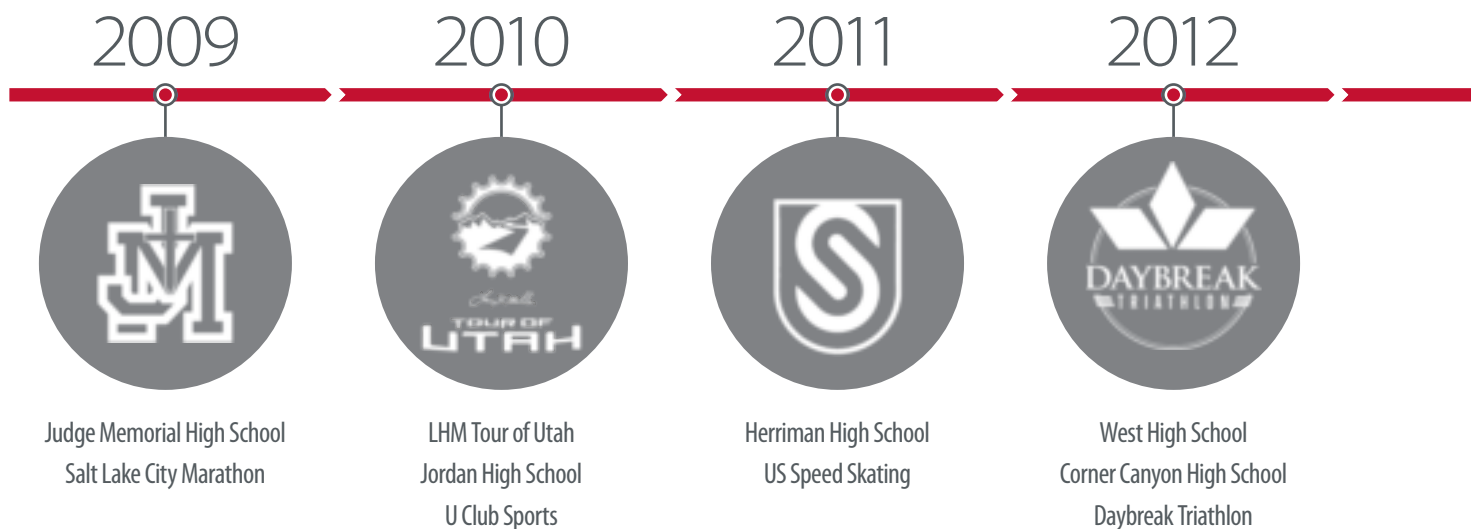 2009
2010
2011
2012
JM
TOUR OF
UTAH
S
DAYBREAK
TRIATHLON
Judge Memorial High School
Salt Lake City Marathon
LHM Tour of Utah
Jordan High School
U Club Sports
Herriman High School
US Speed Skating
West High School
Corner Canyon High School
Daybreak Triathlon